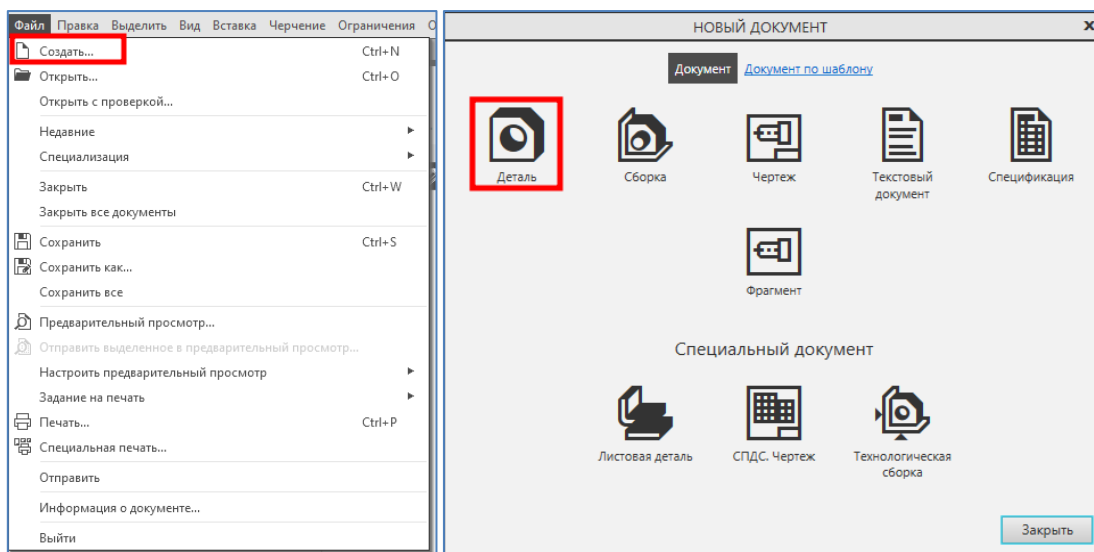 Файл Правка Выделить Вид Вставка Черчение Ограничения
Создать... Ctrl+N
Открыть... Ctrl+O
Открыть с проверкой...
Недавние
Специализация
Закрыть Ctrl+W
Закрыть все документы
Сохранить Ctrl+S
Сохранить как...
Сохранить все
Предварительный просмотр...
Отправить выделенное в предварительный просмотр...
Настроить предварительный просмотр
Задание на печать
Печать... Ctrl+P
Специальная печать...
Отправить
Информация о документе...
Выйти
НОВЫЙ ДОКУМЕНТ
Документ Документ по шаблону
Деталь Сборка Чертеж Текстовый документ Спецификация
Фрагмент
Специальный документ
Листовая деталь СПДС. Чертеж Технологическая сборка
Закрыть